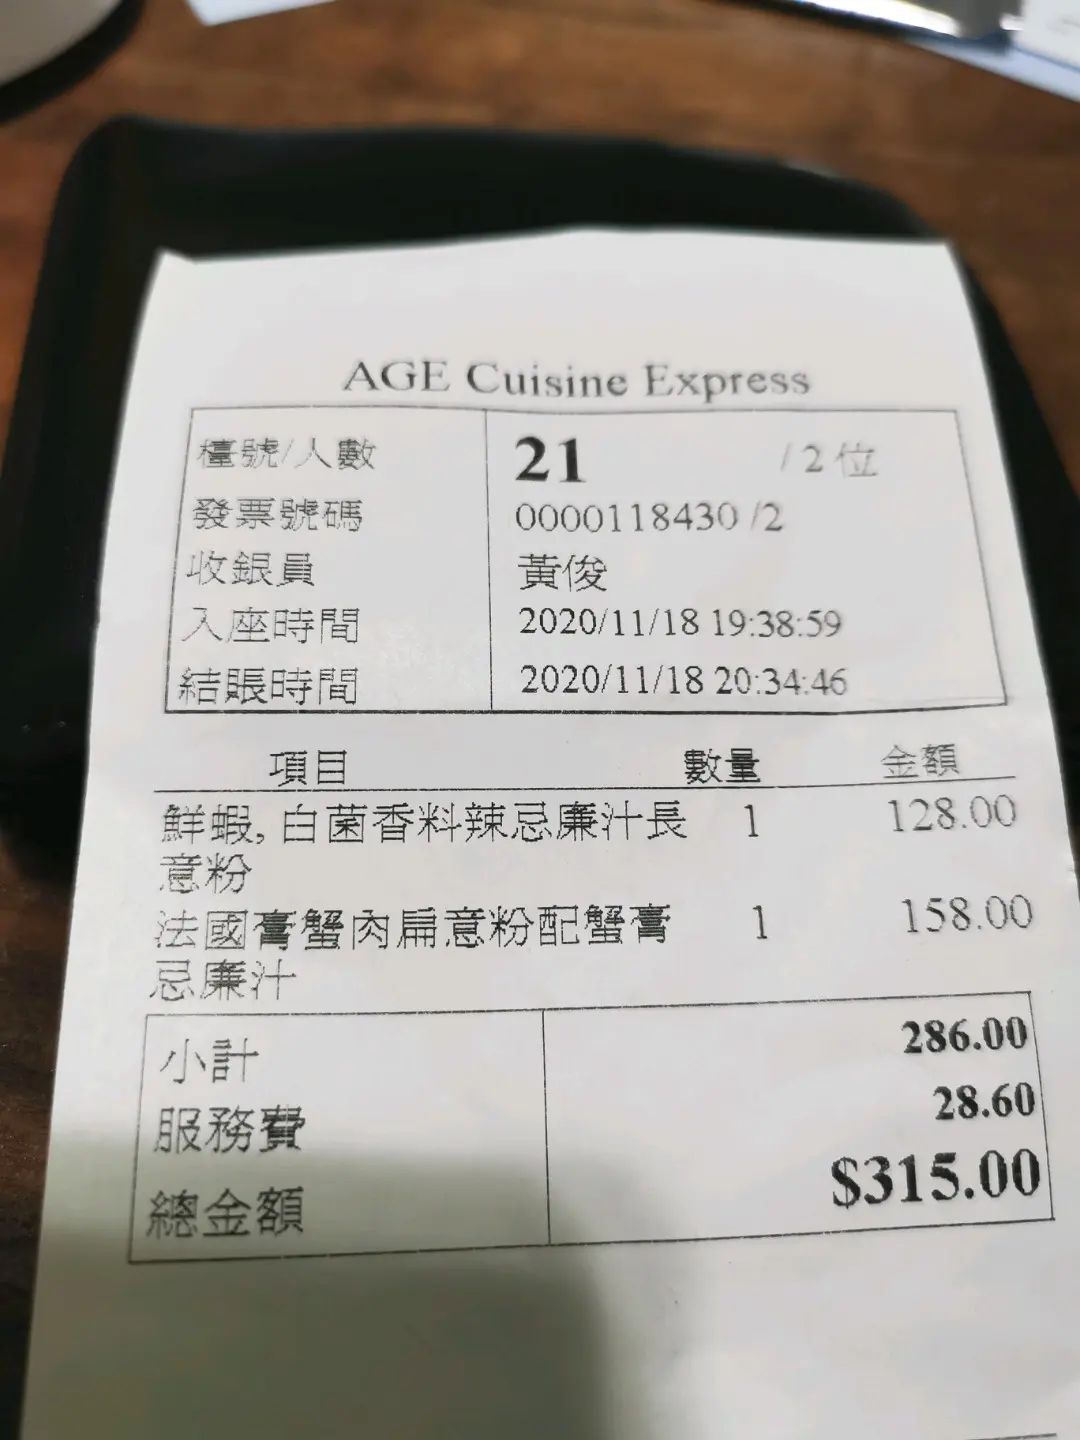 AGE Cuisine Express
檯號/人數 21 / 2 位
發票號碼 0000118430 /2
收銀員 黃俊
入座時間 2020/11/18 19:38:59
結賬時間 2020/11/18 20:34:46
項目 數量 金額
鮮蝦, 白菌香料辣忌廉汁長 1 128.00
意粉
法國膏蟹肉扁意粉配蟹膏 1 158.00
忌廉汁
小計 286.00
服務費 28.60
總金額 $315.00